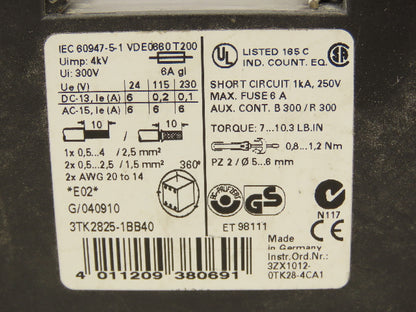 IEC 60947-5-1 VDE0660 T200
Uimp: 4kV
Ui: 300V 6A gl
Ue (V) 24 115 230
DC-13, Ie (A) 6 0,2 0,1
AC-15, Ie (A) 6 6 6
10 10
1x 0,5...4 / 2,5 mm²
2x 0,5...2,5 / 1,5 mm²
2x AWG 20 to 14
*E02*
360°
G/040910
3TK2825-1BB40
4 011209 380691
UL LISTED 165 C
IND. COUNT. EQ.
SHORT CIRCUIT 1kA, 250V
MAX. FUSE 6 A
AUX. CONT. B 300 / R 300
TORQUE: 7...10.3 LB.IN
0,8...1,2 Nm
PZ 2 / Ø 5...6 mm
GS
N117
ET 98111
Made
in Germany
Instr.Ord.Nr.:
3ZX1012-
0TK28-4CA1